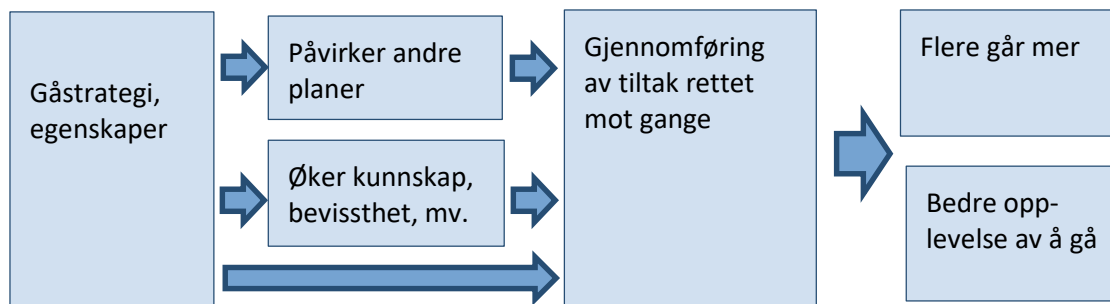 Gåstrategi,
egenskaper
Påvirker andre
planer
Øker kunnskap,
bevissthet, mv.
Gjennomføring
av tiltak rettet
mot gange
Flere går mer
Bedre opp-
levelse av å gå